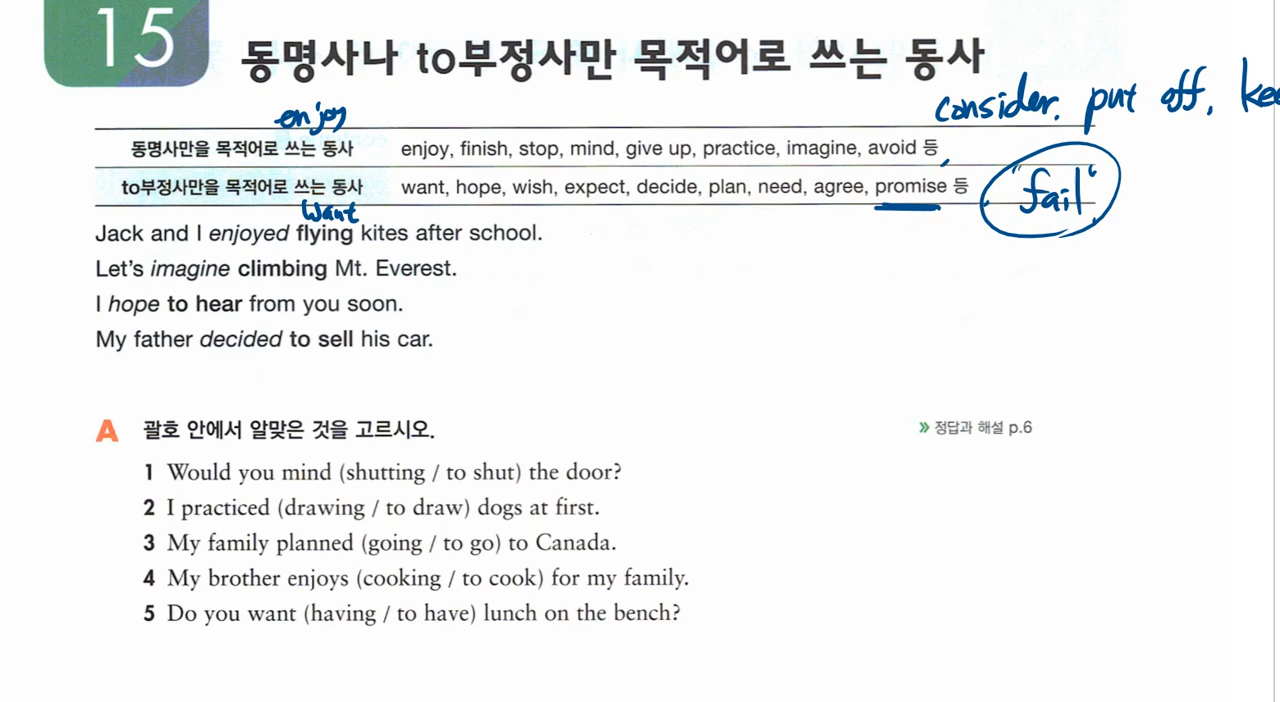 15
동명사나 to부정사만 목적어로 쓰는 동사
consider, put off,
enjoy
동명사만을 목적어로 쓰는 동사 enjoy, finish, stop, mind, give up, practice, imagine, avoid 등
to부정사만을 목적어로 쓰는 동사 want, hope, wish, expect, decide, plan, need, agree, promise 등 "fail"
want
Jack and I enjoyed flying kites after school.
Let's imagine climbing Mt. Everest.
I hope to hear from you soon.
My father decided to sell his car.
A 괄호 안에서 알맞은 것을 고르시오. » 정답과 해설 p.6
1 Would you mind (shutting / to shut) the door?
2 I practiced (drawing / to draw) dogs at first.
3 My family planned (going / to go) to Canada.
4 My brother enjoys (cooking / to cook) for my family.
5 Do you want (having / to have) lunch on the bench?